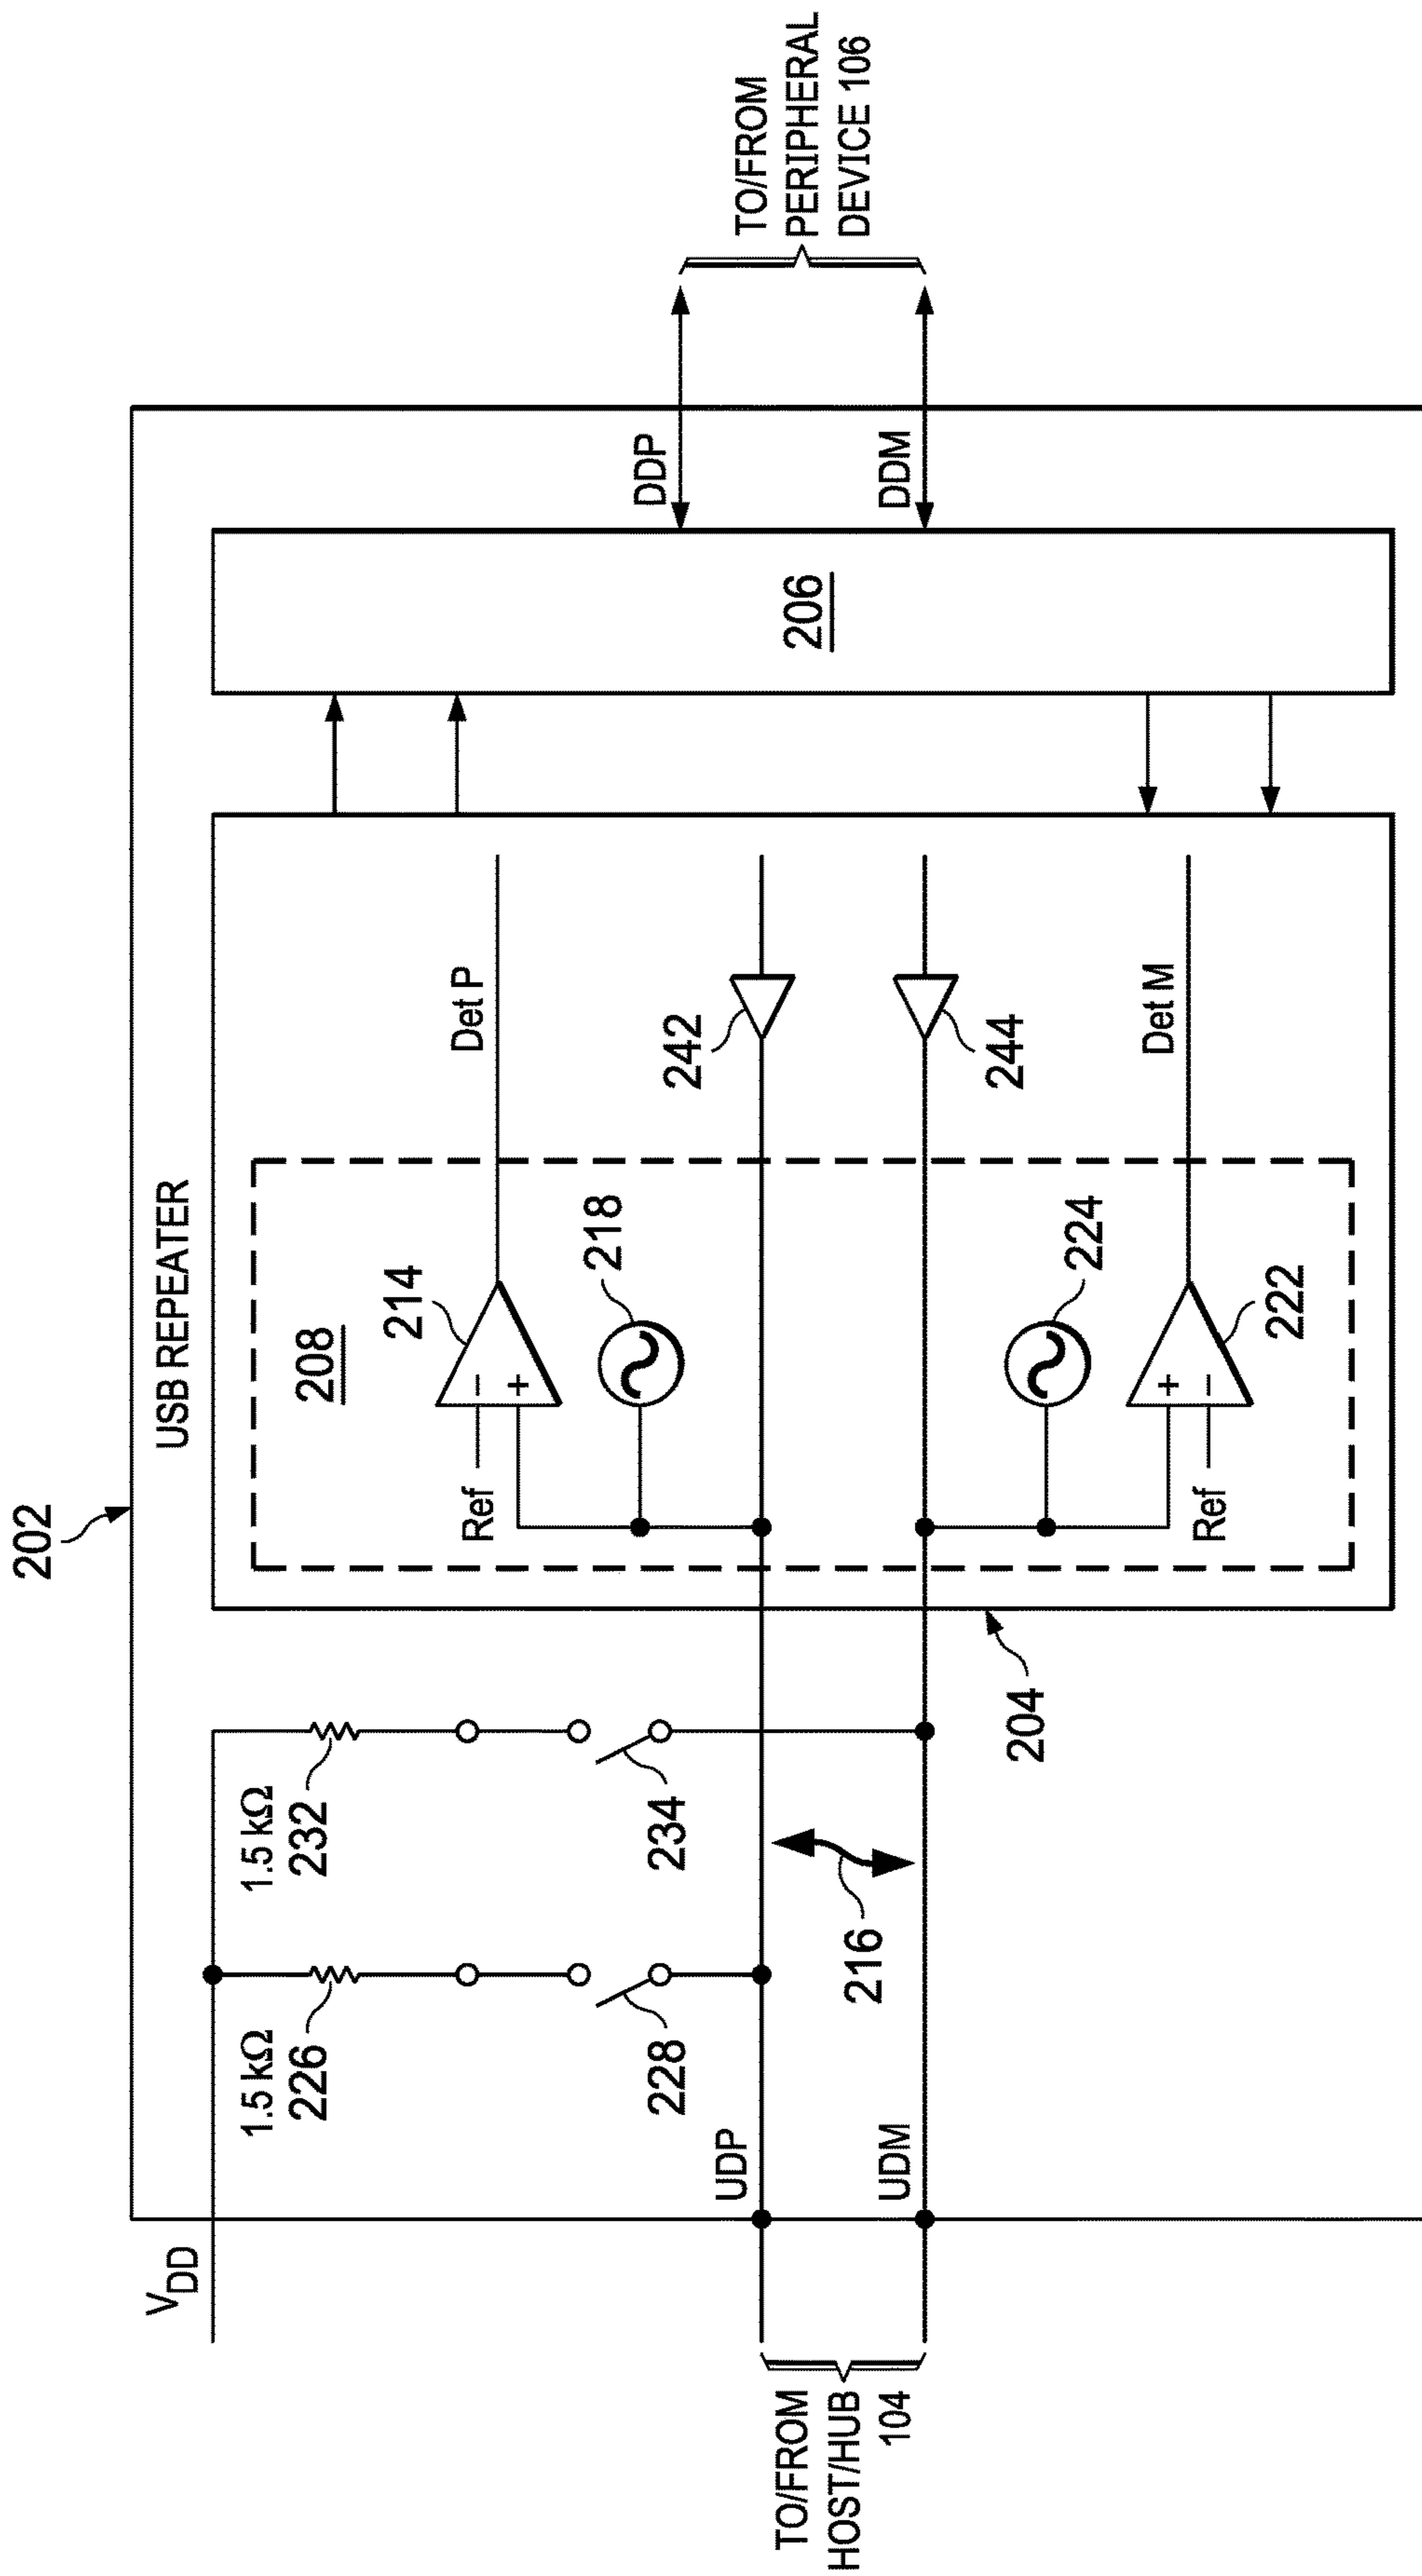 202
USB REPEATER
V_DD
1.5 kΩ
226
1.5 kΩ
232
228
234
208
214
Ref
−
+
218
Det P
242
DDP
UDP
TO/FROM
HOST/HUB
104
216
UDM
206
TO/FROM
PERIPHERAL
DEVICE 106
DDM
244
204
224
+
−
Ref
222
Det M